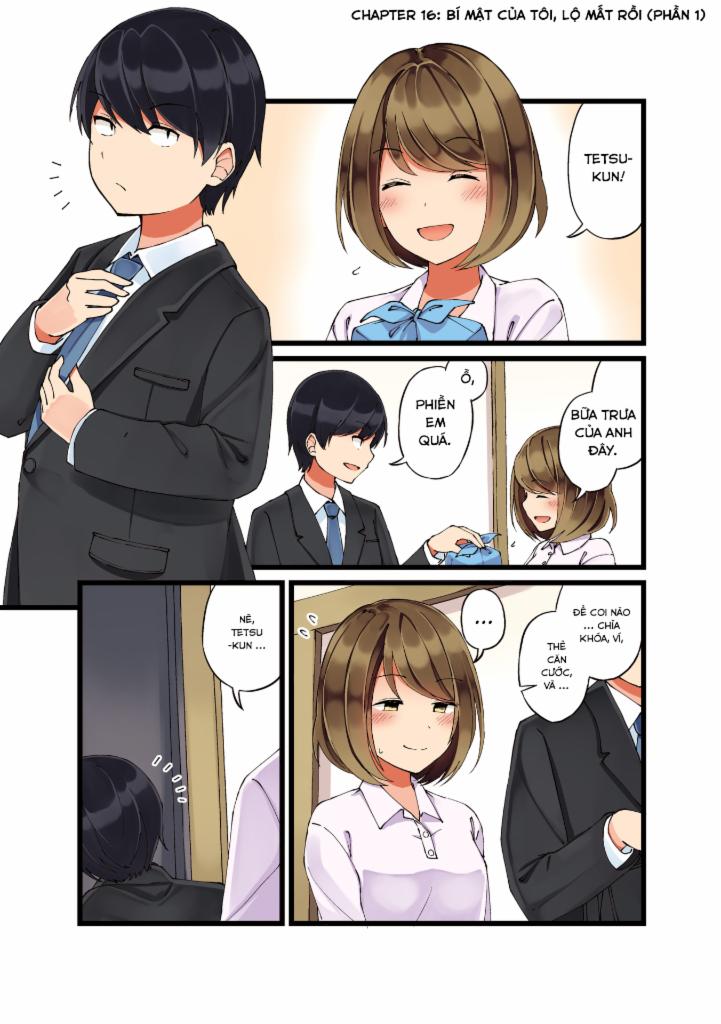 CHAPTER 16: BÍ MẬT CỦA TÔI, LỘ MẤT RỒI (PHẦN 1)
TETSU-
KUN!
BỮA TRƯA
CỦA ANH
ĐÂY.
Ồ,
PHIỀN
EM
QUÁ.
ĐỂ COI NÀO
... CHÌA
KHÓA, VÍ,
THẺ
CĂN
CƯỚC,
VÀ ...
...
NÈ,
TETSU
-KUN ...